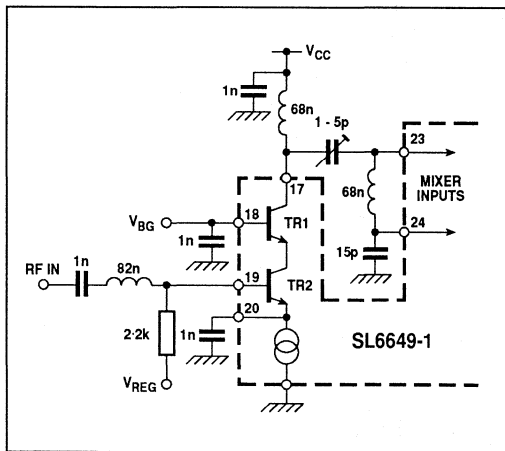 VCC
1n
68n
1 - 5p
23
17
68n
MIXER
INPUTS
VBG
18
TR1
24
1n
15p
RF IN
1n
82n
19
TR2
20
2·2k
1n
SL6649-1
VREG